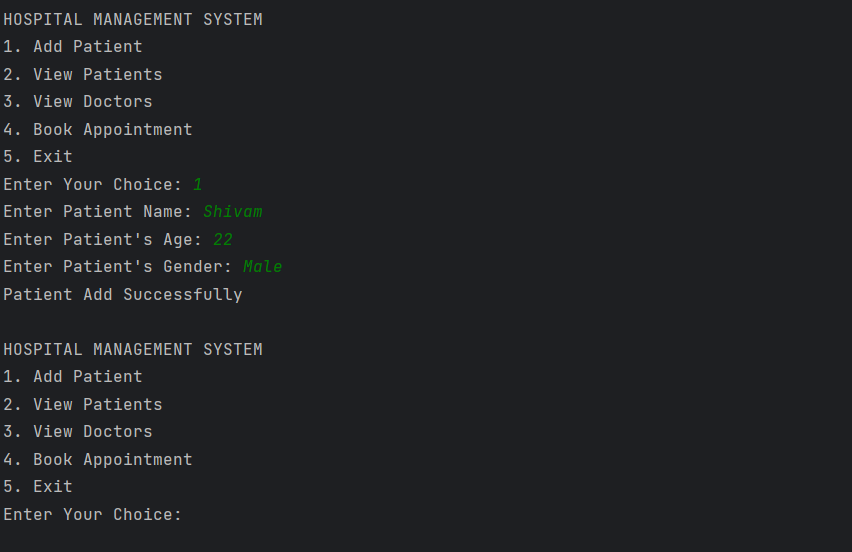 HOSPITAL MANAGEMENT SYSTEM
1. Add Patient
2. View Patients
3. View Doctors
4. Book Appointment
5. Exit
Enter Your Choice: 1
Enter Patient Name: Shivam
Enter Patient's Age: 22
Enter Patient's Gender: Male
Patient Add Successfully
HOSPITAL MANAGEMENT SYSTEM
1. Add Patient
2. View Patients
3. View Doctors
4. Book Appointment
5. Exit
Enter Your Choice: